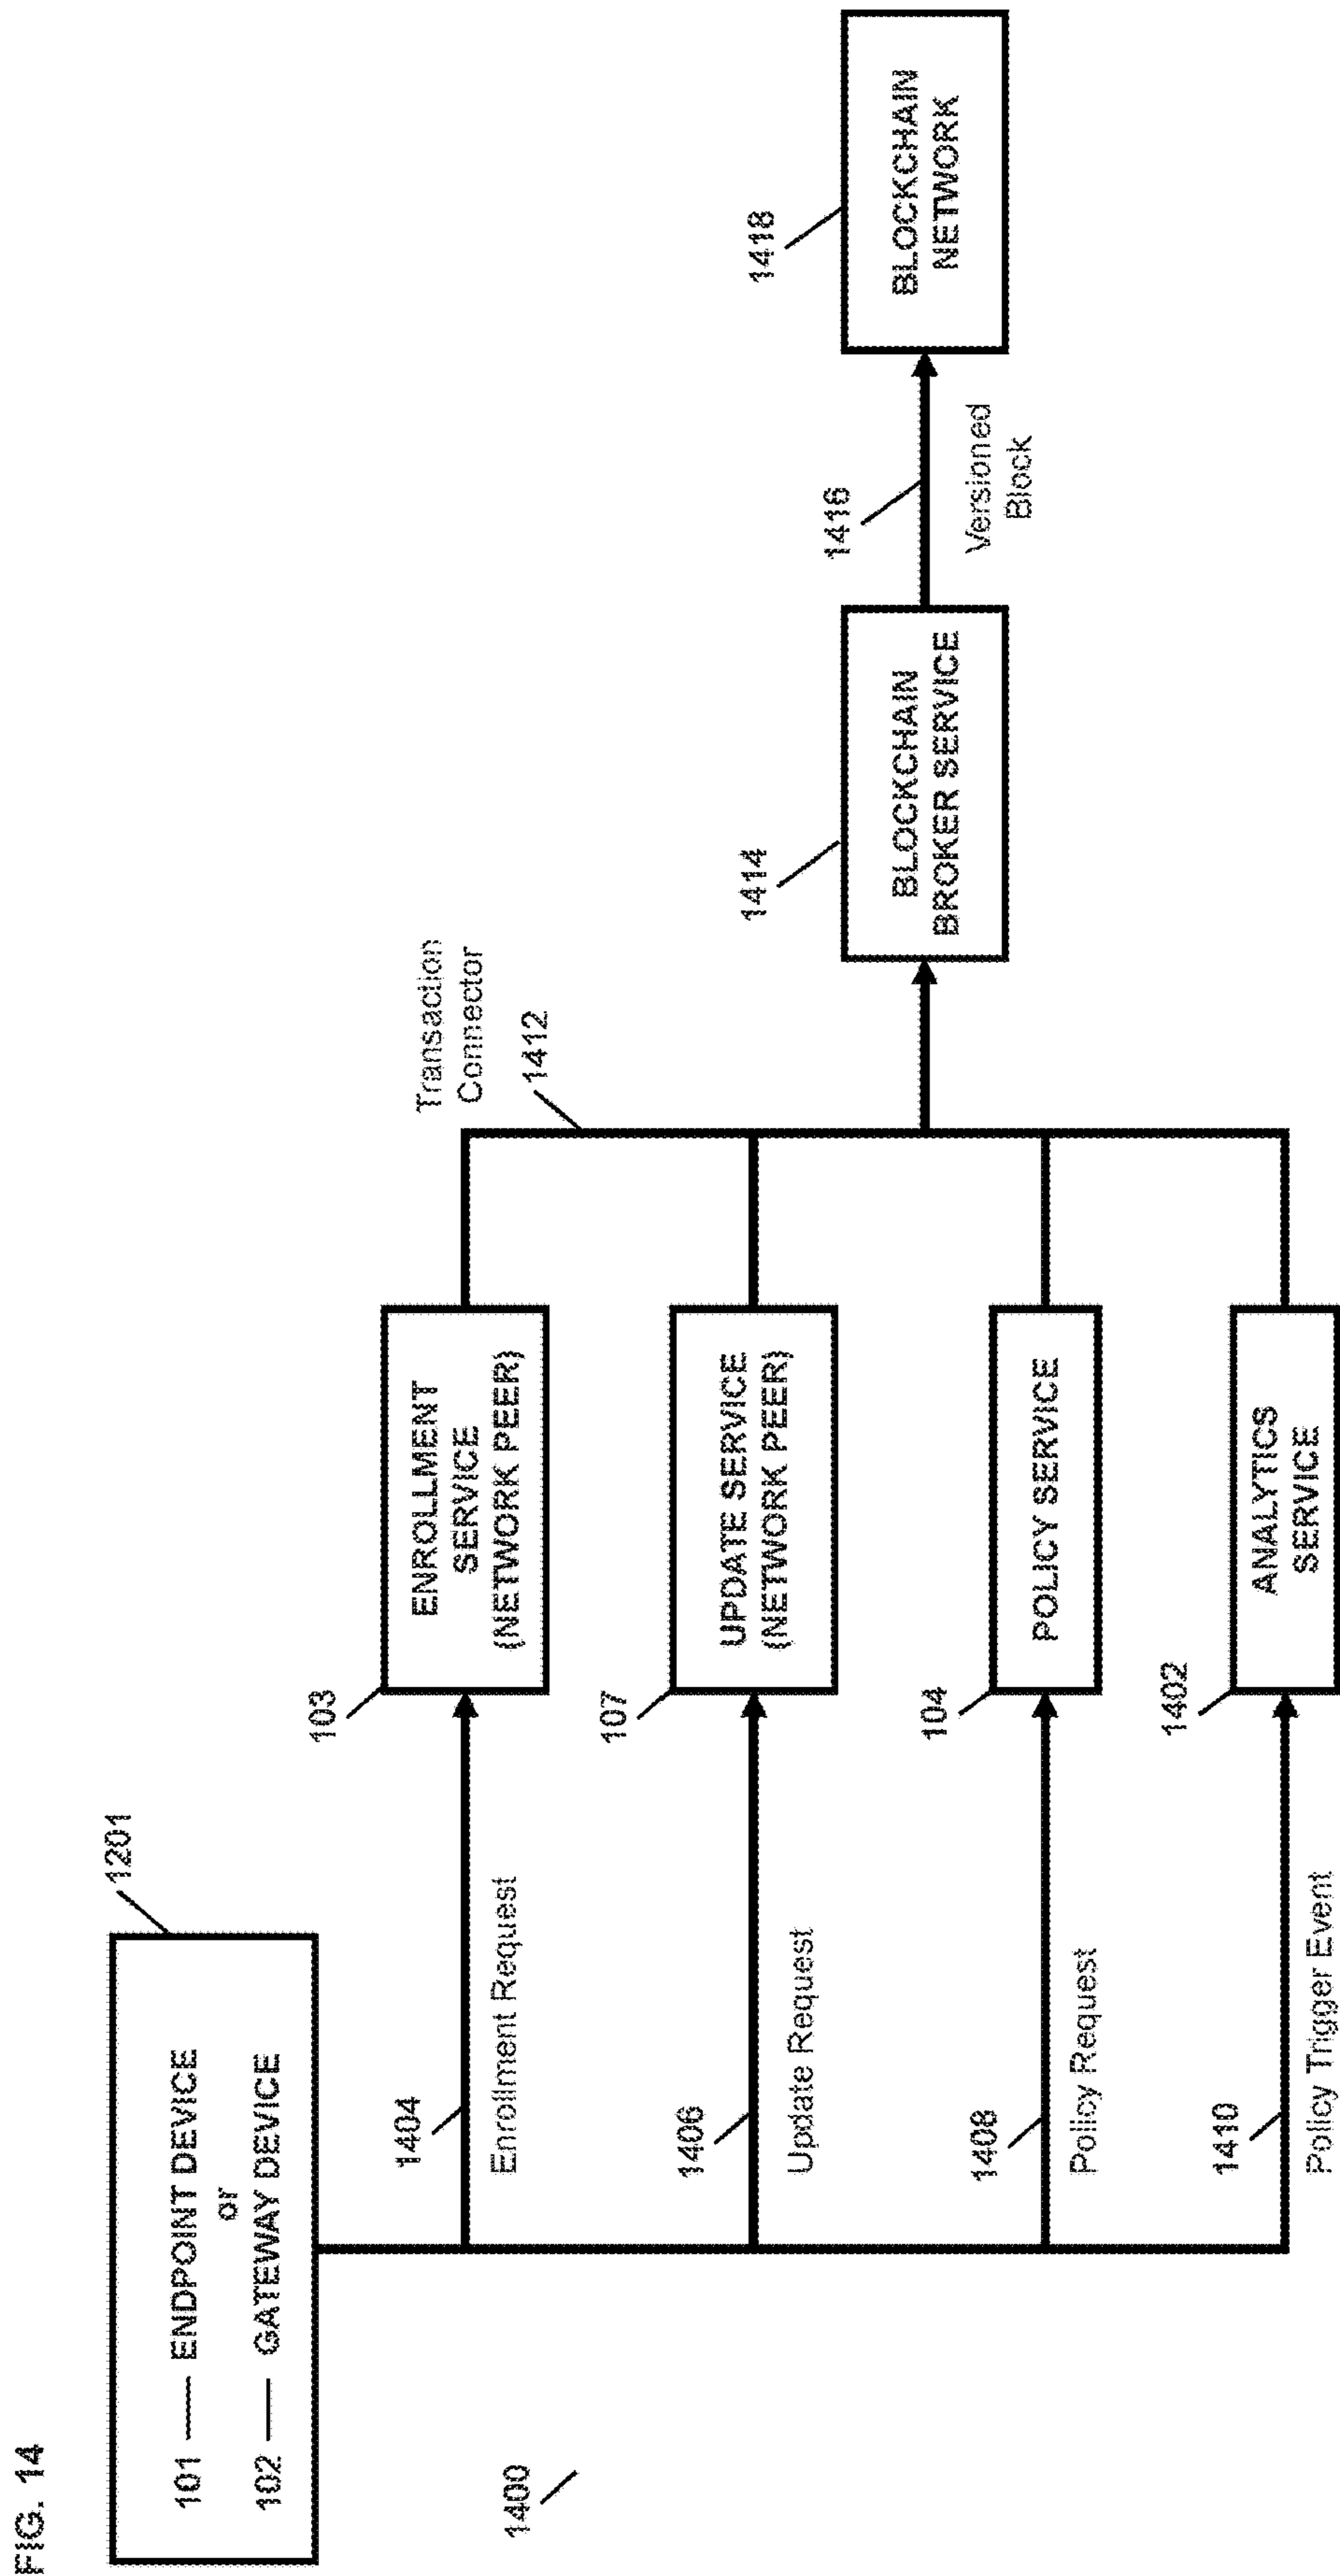 FIG. 14
1400
1201
101 ENDPOINT DEVICE
or
102 GATEWAY DEVICE
1404
Enrollment Request
1406
Update Request
1408
Policy Request
1410
Policy Trigger Event
103
ENROLLMENT
SERVICE
(NETWORK PEER)
107
UPDATE SERVICE
(NETWORK PEER)
104
POLICY SERVICE
1402
ANALYTICS
SERVICE
Transaction
Connector
1412
1414
BLOCKCHAIN
BROKER SERVICE
1416
Versioned
Block
1418
BLOCKCHAIN
NETWORK